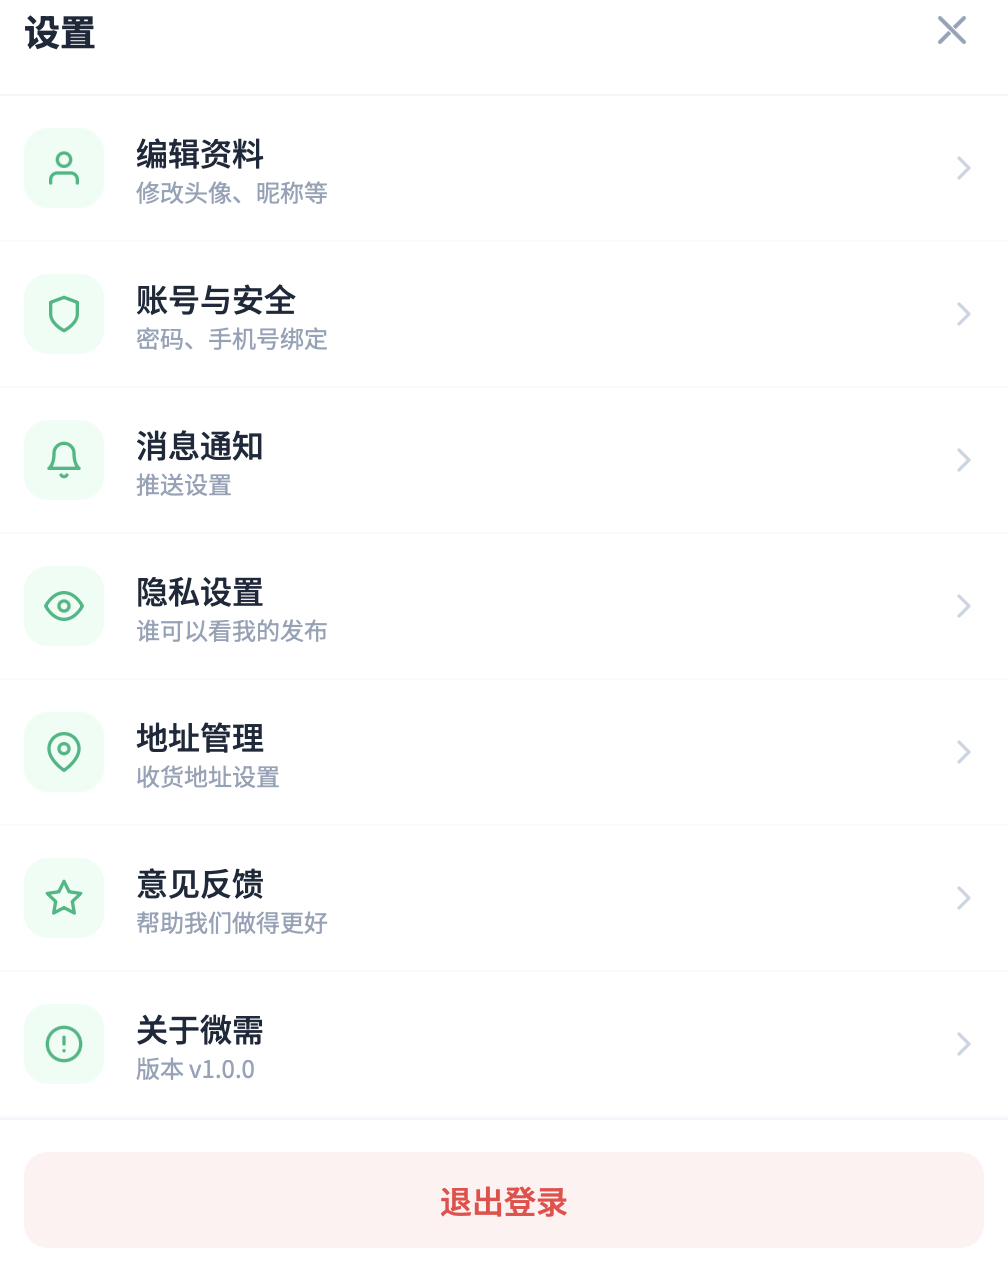 设置
编辑资料
修改头像、昵称等
账号与安全
密码、手机号绑定
消息通知
推送设置
隐私设置
谁可以看我的发布
地址管理
收货地址设置
意见反馈
帮助我们做得更好
关于微需
版本 v1.0.0
退出登录